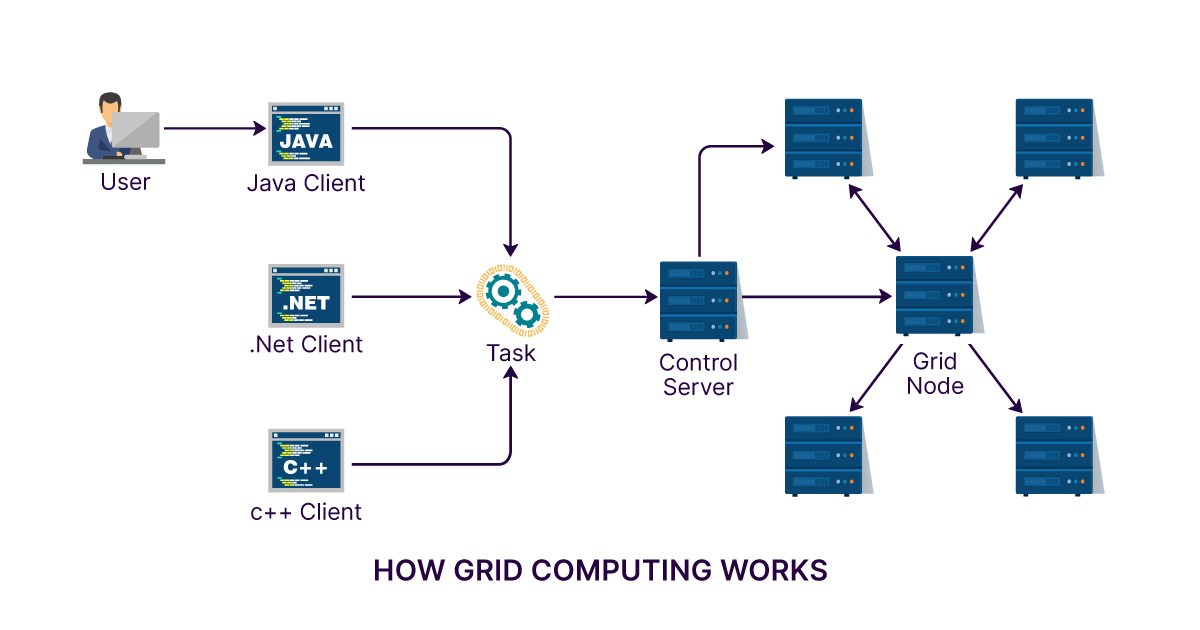 JAVA
User
Java Client
.NET
.Net Client
Task
Control
Server
Grid
Node
C++
c++ Client
HOW GRID COMPUTING WORKS